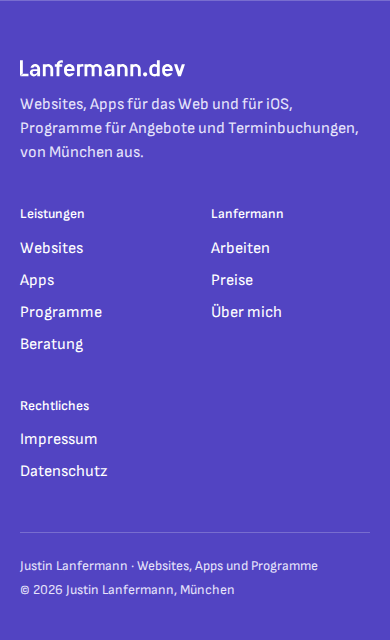 Lanfermann.dev
Websites, Apps für das Web und für iOS,
Programme für Angebote und Terminbuchungen,
von München aus.
Leistungen
Websites
Apps
Programme
Beratung
Lanfermann
Arbeiten
Preise
Über mich
Rechtliches
Impressum
Datenschutz
Justin Lanfermann · Websites, Apps und Programme
© 2026 Justin Lanfermann, München